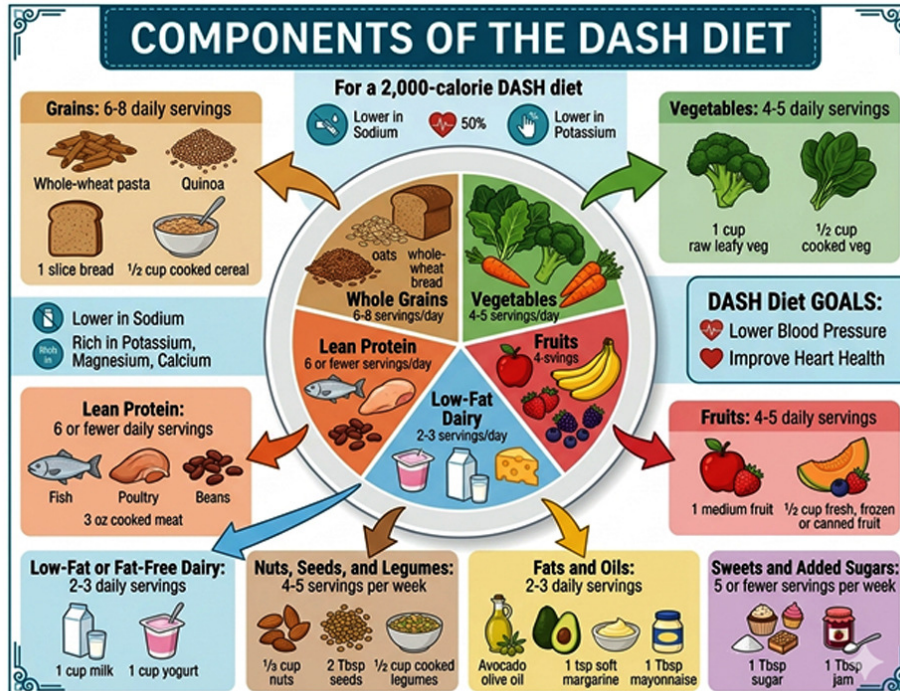 COMPONENTS OF THE DASH DIET
For a 2,000-calorie DASH diet
Lower in
Sodium
50%
Lower in
Potassium
Grains: 6-8 daily servings
Whole-wheat pasta
Quinoa
1 slice bread
½ cup cooked cereal
Vegetables: 4-5 daily servings
1 cup
raw leafy veg
½ cup
cooked veg
oats
whole-
wheat
bread
Whole Grains
6-8 servings/day
Vegetables
4-5 servings/day
Lean Protein
6 or fewer servings/day
Fruits
4-svings
Low-Fat
Dairy
2-3 servings/day
Lower in Sodium
Rich in Potassium,
Magnesium, Calcium
DASH Diet GOALS:
Lower Blood Pressure
Improve Heart Health
Lean Protein:
6 or fewer daily servings
Fish
Poultry
Beans
3 oz cooked meat
Fruits: 4-5 daily servings
1 medium fruit
½ cup fresh, frozen
or canned fruit
Low-Fat or Fat-Free Dairy:
2-3 daily servings
1 cup milk
1 cup yogurt
Nuts, Seeds, and Legumes:
4-5 servings per week
⅓ cup
nuts
2 Tbsp
seeds
½ cup cooked
legumes
Fats and Oils:
2-3 daily servings
Avocado
olive oil
1 tsp soft
margarine
1 Tbsp
mayonnaise
Sweets and Added Sugars:
5 or fewer servings per week
1 Tbsp
sugar
1 Tbsp
jam